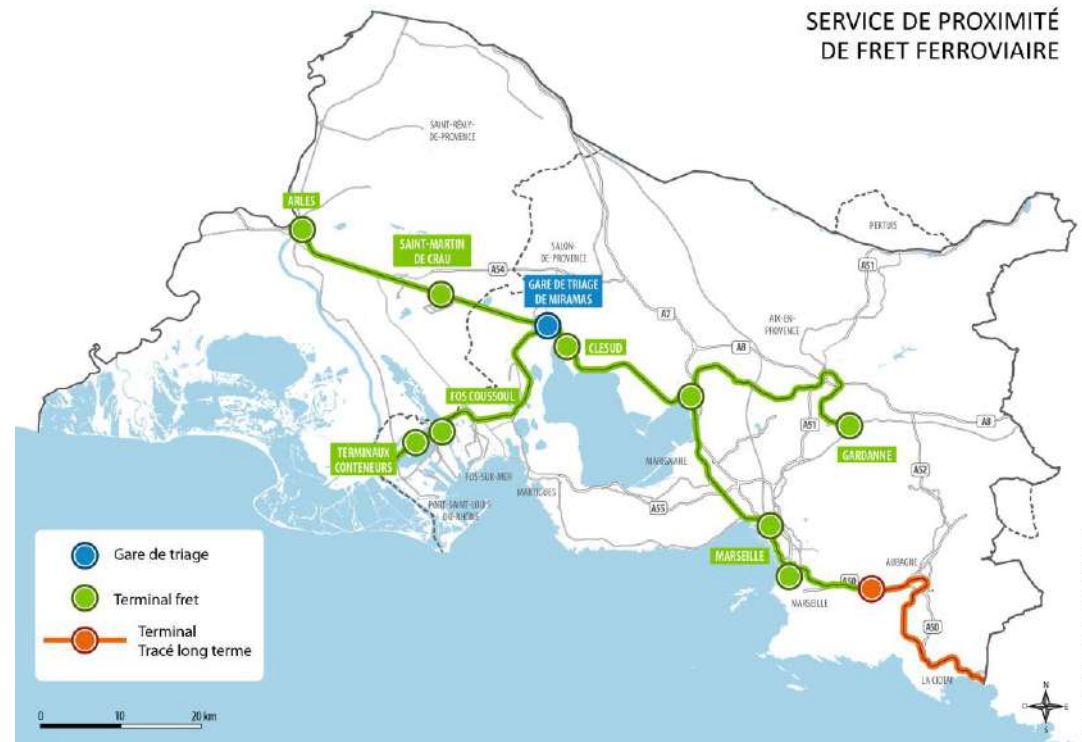 SERVICE DE PROXIMITÉ
DE FRET FERROVIAIRE
SAINT-RÉMY-
DE-PROVENCE
ARLES
PERTUIS
SAINT-MARTIN
DE CRAU
SALON-
DE-PROVENCE
A54
A51
GARE DE TRIAGE
DE MIRAMAS
AIX-EN-
PROVENCE
A7
A8
CLESUD
FOS COUSSOUL
A51
A8
GARDANNE
TERMINAUX
CONTENEURS
MARIGNANE
A52
FOS-SUR-MER
MARTIGUES
PORT-SAINT-LOUIS
DU-RHÔNE
A55
MARSEILLE
AUBAGNE
A50
MARSEILLE
A50
LA CIOTAT
Gare de triage
Terminal fret
Terminal
Tracé long terme
0 10 20 km
N
O E
S